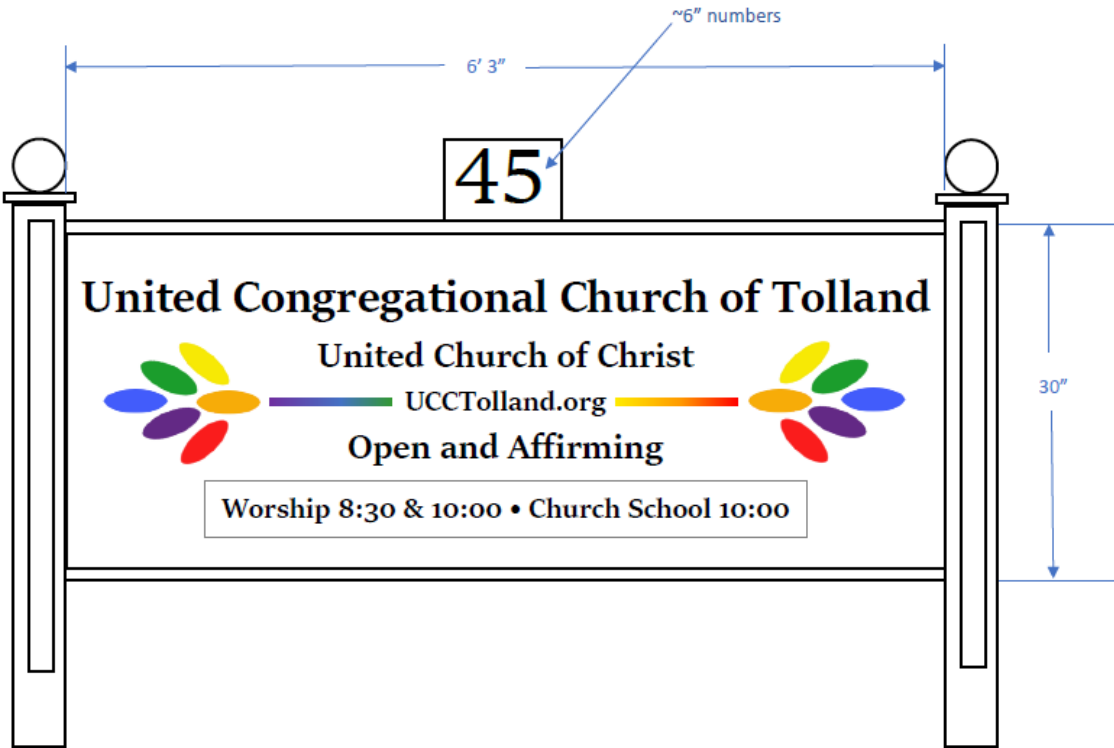 ~6” numbers
6’ 3”
45
United Congregational Church of Tolland
United Church of Christ
UCCTolland.org
30”
Open and Affirming
Worship 8:30 & 10:00 • Church School 10:00